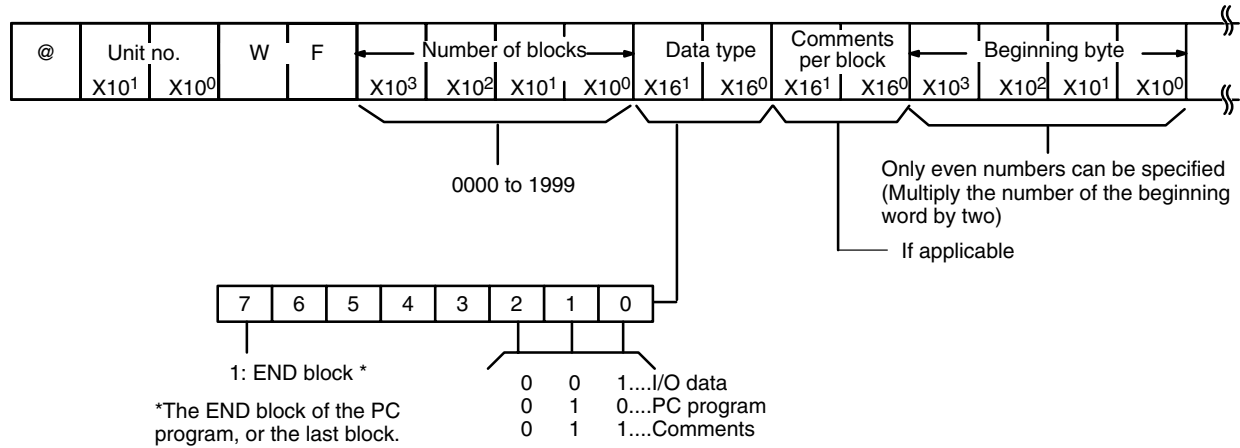 @ Unit no. W F Number of blocks Data type Comments per block Beginning byte
X10¹ X10⁰ X10³ X10² X10¹ X10⁰ X16¹ X16⁰ X16¹ X16⁰ X10³ X10² X10¹ X10⁰
0000 to 1999
Only even numbers can be specified
(Multiply the number of the beginning
word by two)
If applicable
7 6 5 4 3 2 1 0
1: END block *
*The END block of the PC
program, or the last block.
0 0 1....I/O data
0 1 0....PC program
0 1 1....Comments